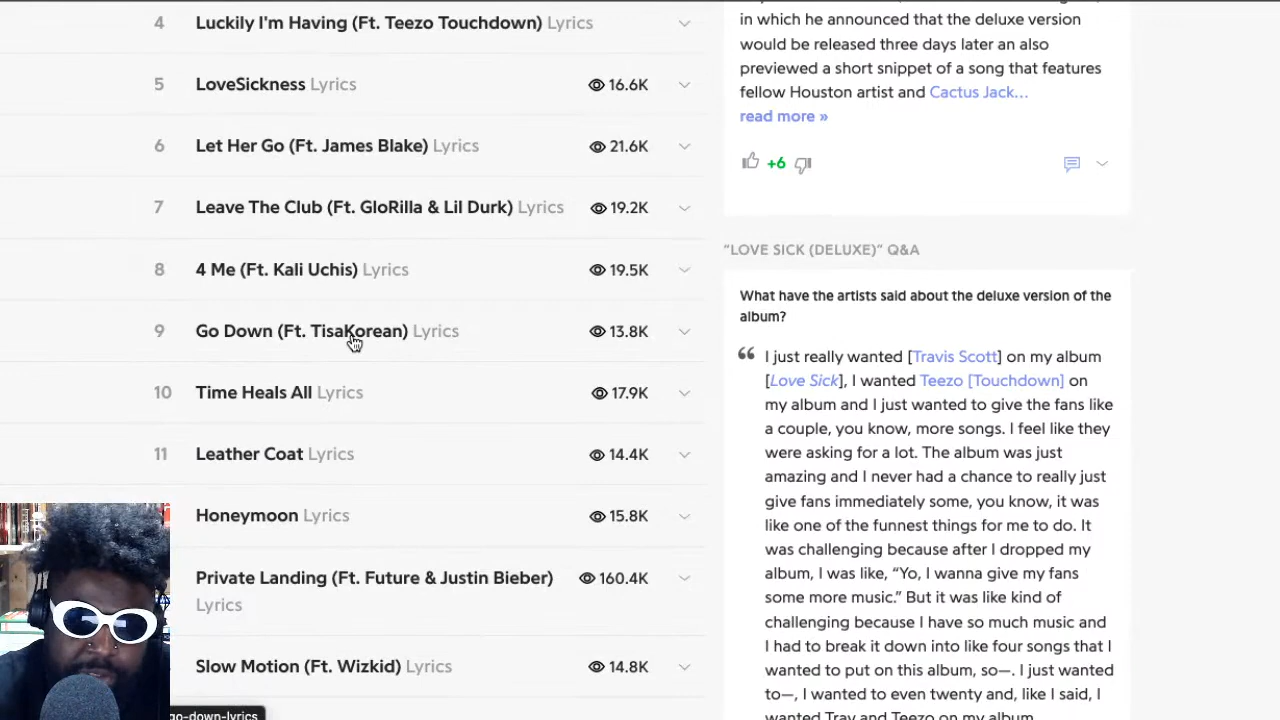 4 Luckily I'm Having (Ft. Teezo Touchdown) Lyrics
5 LoveSickness Lyrics 16.6K
6 Let Her Go (Ft. James Blake) Lyrics 21.6K
7 Leave The Club (Ft. GloRilla & Lil Durk) Lyrics 19.2K
8 4 Me (Ft. Kali Uchis) Lyrics 19.5K
9 Go Down (Ft. TisaKorean) Lyrics 13.8K
10 Time Heals All Lyrics 17.9K
11 Leather Coat Lyrics 14.4K
Honeymoon Lyrics 15.8K
Private Landing (Ft. Future & Justin Bieber) 160.4K
Lyrics
Slow Motion (Ft. Wizkid) Lyrics 14.8K
go-down-lyrics
in which he announced that the deluxe version
would be released three days later an also
previewed a short snippet of a song that features
fellow Houston artist and Cactus Jack…
read more »
+6
"LOVE SICK (DELUXE)" Q&A
What have the artists said about the deluxe version of the
album?
“ I just really wanted [Travis Scott] on my album
[Love Sick], I wanted Teezo [Touchdown] on
my album and I just wanted to give the fans like
a couple, you know, more songs. I feel like they
were asking for a lot. The album was just
amazing and I never had a chance to really just
give fans immediately some, you know, it was
like one of the funnest things for me to do. It
was challenging because after I dropped my
album, I was like, “Yo, I wanna give my fans
some more music.” But it was like kind of
challenging because I have so much music and
I had to break it down into like four songs that I
wanted to put on this album, so—. I just wanted
to—, I wanted to even twenty and, like I said, I
wanted Trav and Teezo on my album